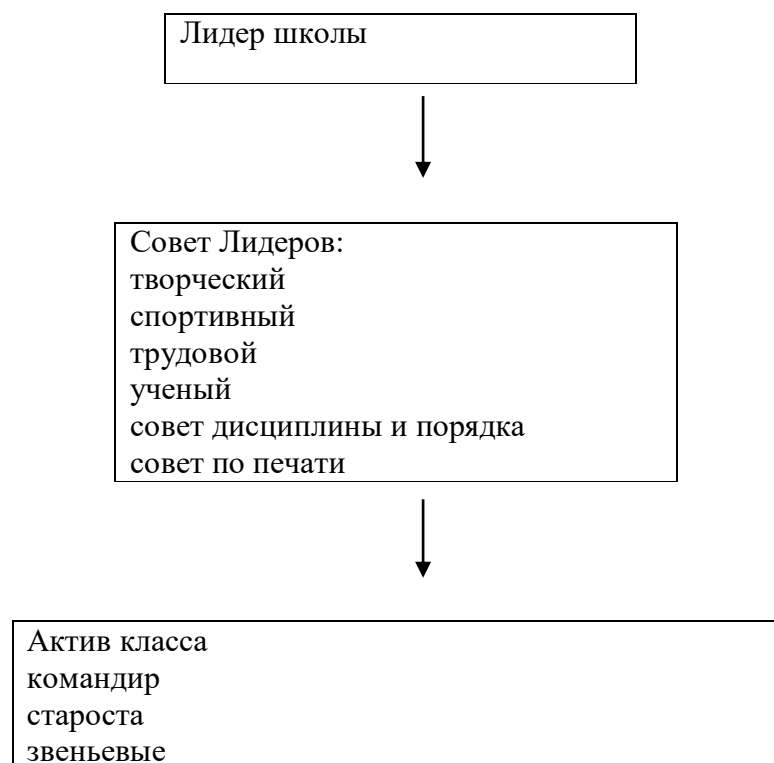 Лидер школы
Совет Лидеров:
творческий
спортивный
трудовой
ученый
совет дисциплины и порядка
совет по печати
Актив класса
командир
староста
звеньевые